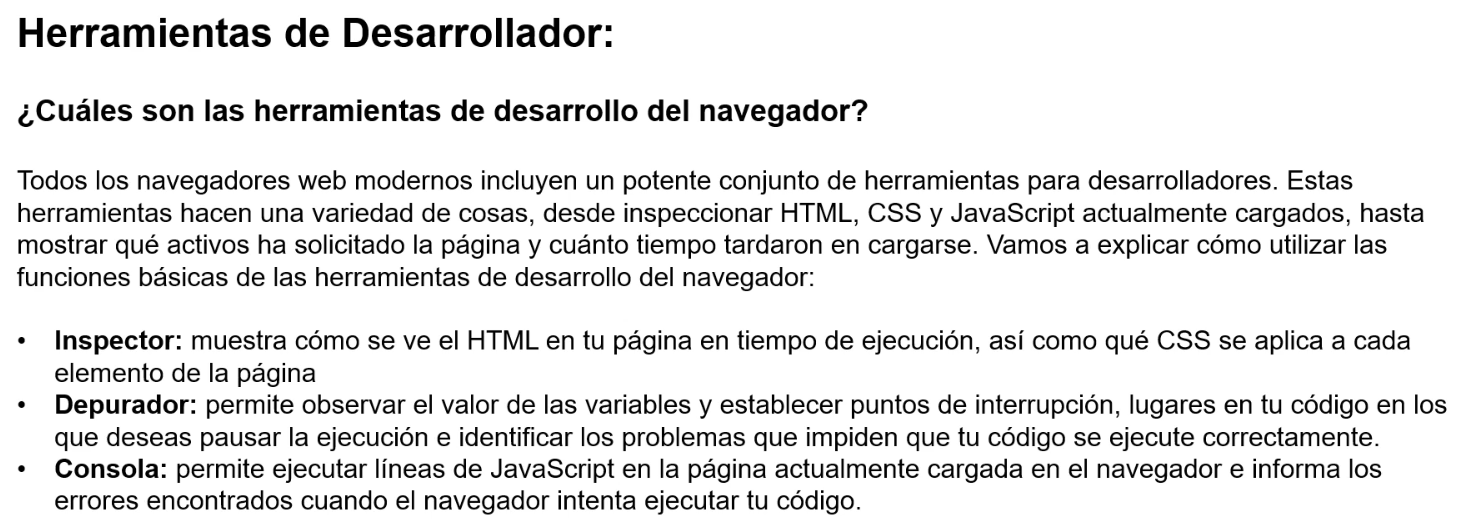 Herramientas de Desarrollador:
¿Cuáles son las herramientas de desarrollo del navegador?
Todos los navegadores web modernos incluyen un potente conjunto de herramientas para desarrolladores. Estas
herramientas hacen una variedad de cosas, desde inspeccionar HTML, CSS y JavaScript actualmente cargados, hasta
mostrar qué activos ha solicitado la página y cuánto tiempo tardaron en cargarse. Vamos a explicar cómo utilizar las
funciones básicas de las herramientas de desarrollo del navegador:
• Inspector: muestra cómo se ve el HTML en tu página en tiempo de ejecución, así como qué CSS se aplica a cada
elemento de la página
• Depurador: permite observar el valor de las variables y establecer puntos de interrupción, lugares en tu código en los
que deseas pausar la ejecución e identificar los problemas que impiden que tu código se ejecute correctamente.
• Consola: permite ejecutar líneas de JavaScript en la página actualmente cargada en el navegador e informa los
errores encontrados cuando el navegador intenta ejecutar tu código.